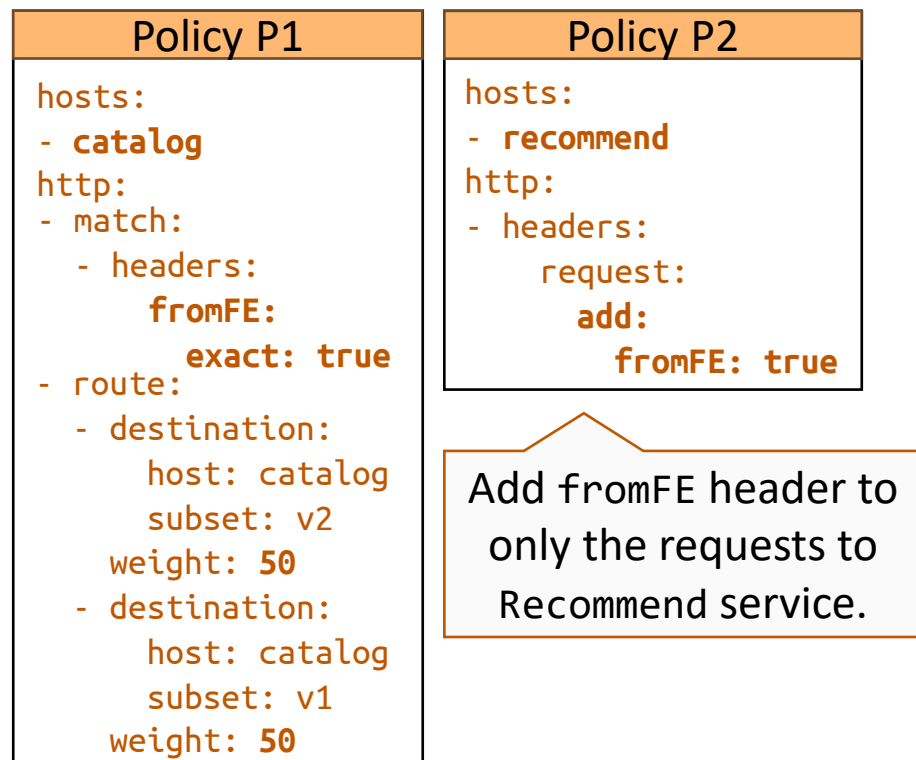 Policy P1
hosts:
- catalog
http:
- match:
- headers:
fromFE:
exact: true
- route:
- destination:
host: catalog
subset: v2
weight: 50
- destination:
host: catalog
subset: v1
weight: 50
Policy P2
hosts:
- recommend
http:
- headers:
request:
add:
fromFE: true
Add fromFE header to
only the requests to
Recommend service.